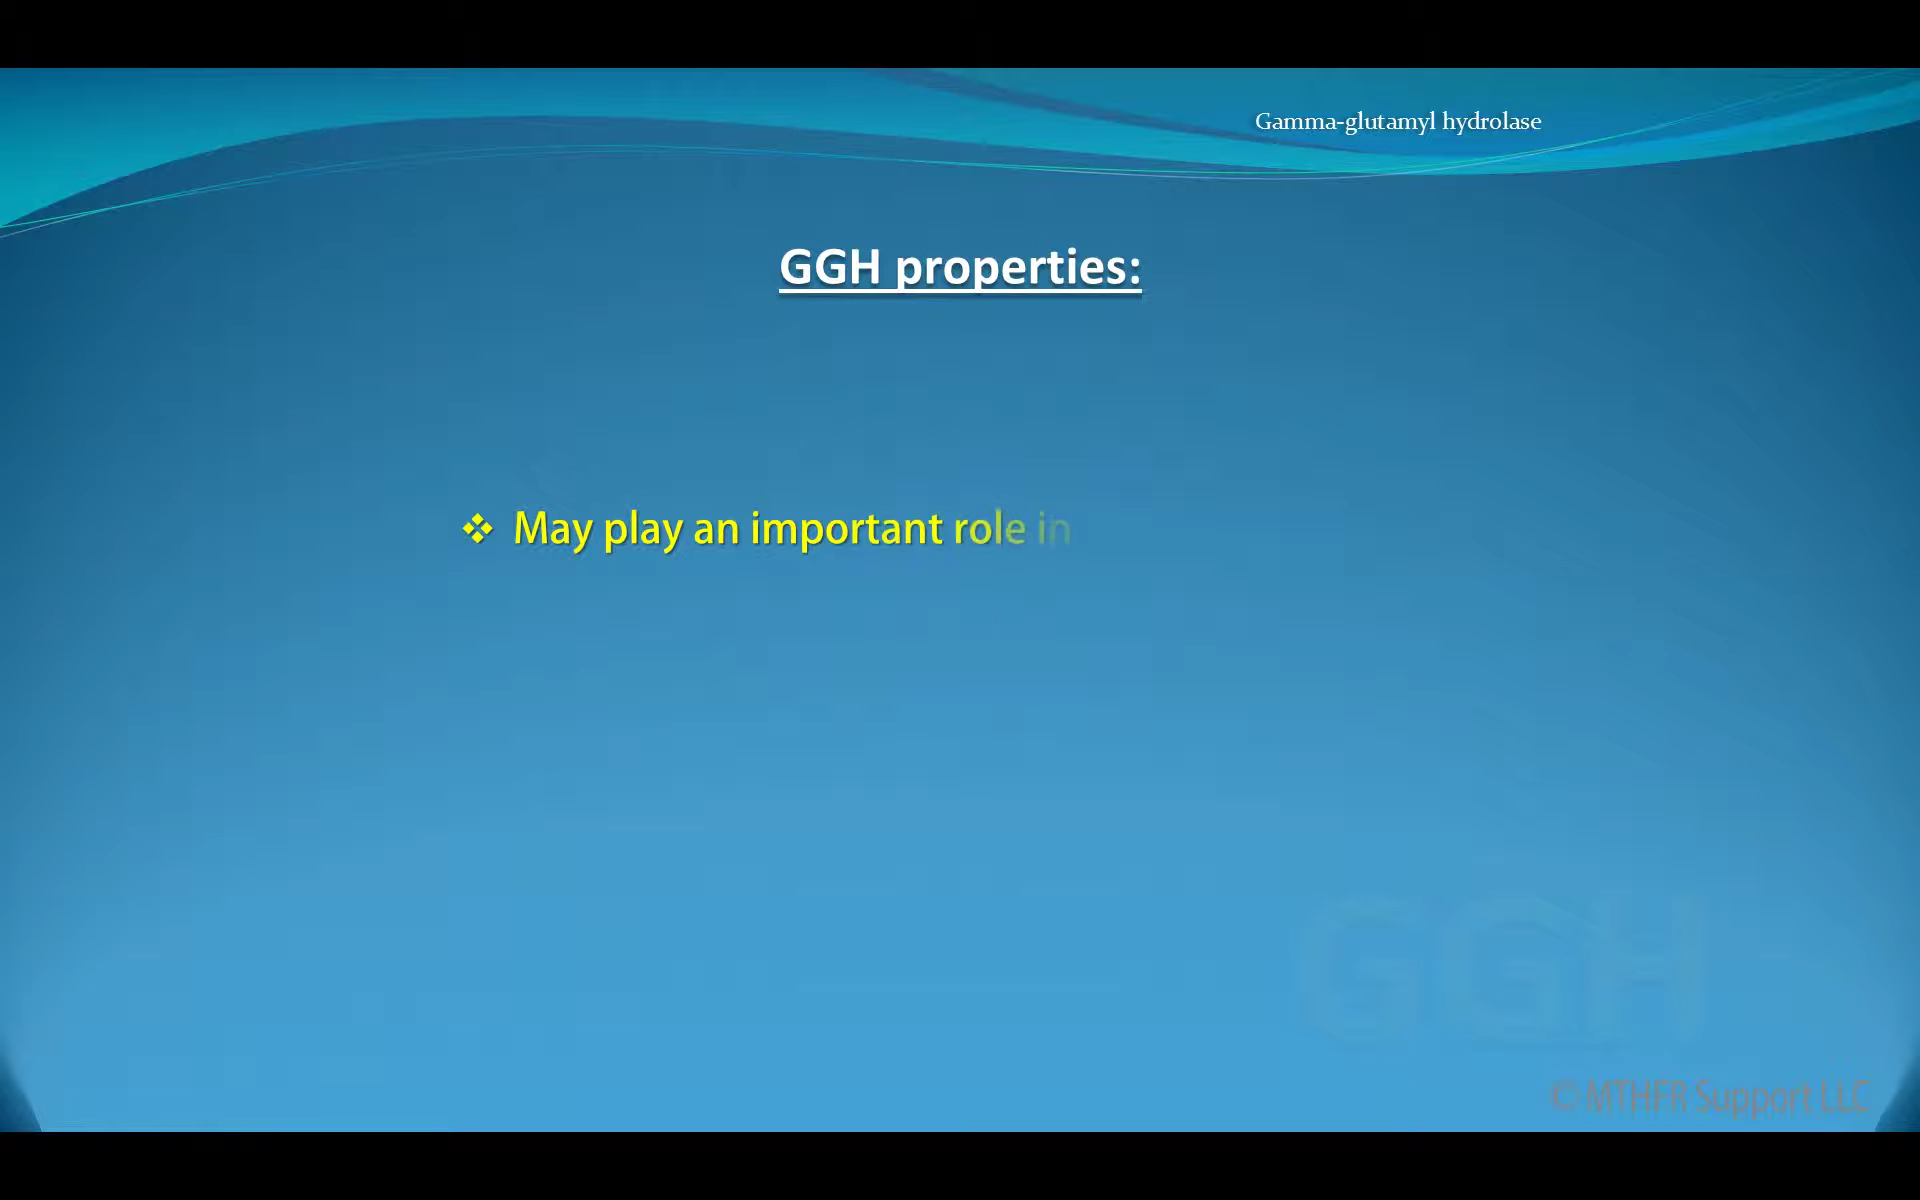 Gamma-glutamyl hydrolase
GGH properties:
❖ May play an important role in
GGH
© MTHFR Support LLC